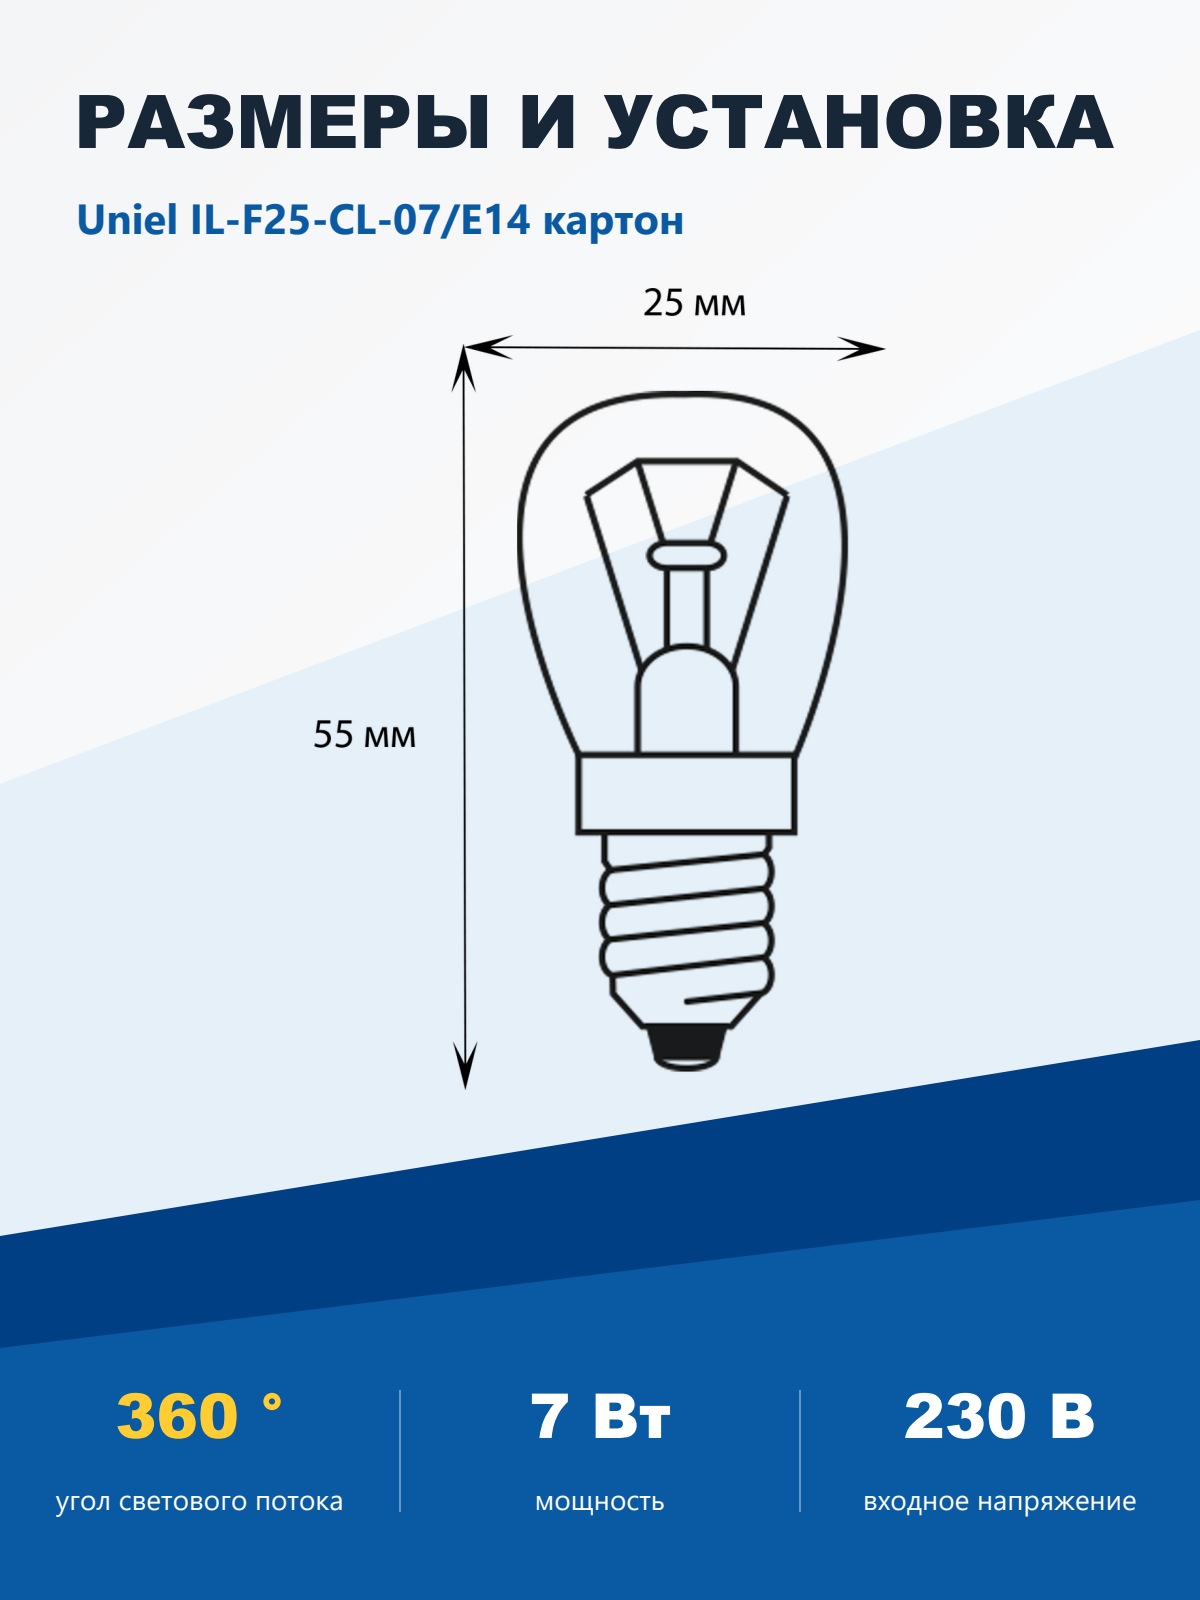 РАЗМЕРЫ И УСТАНОВКА
Uniel IL-F25-CL-07/E14 картон
25 мм
55 мм
360 °
угол светового потока
7 Вт
мощность
230 В
входное напряжение